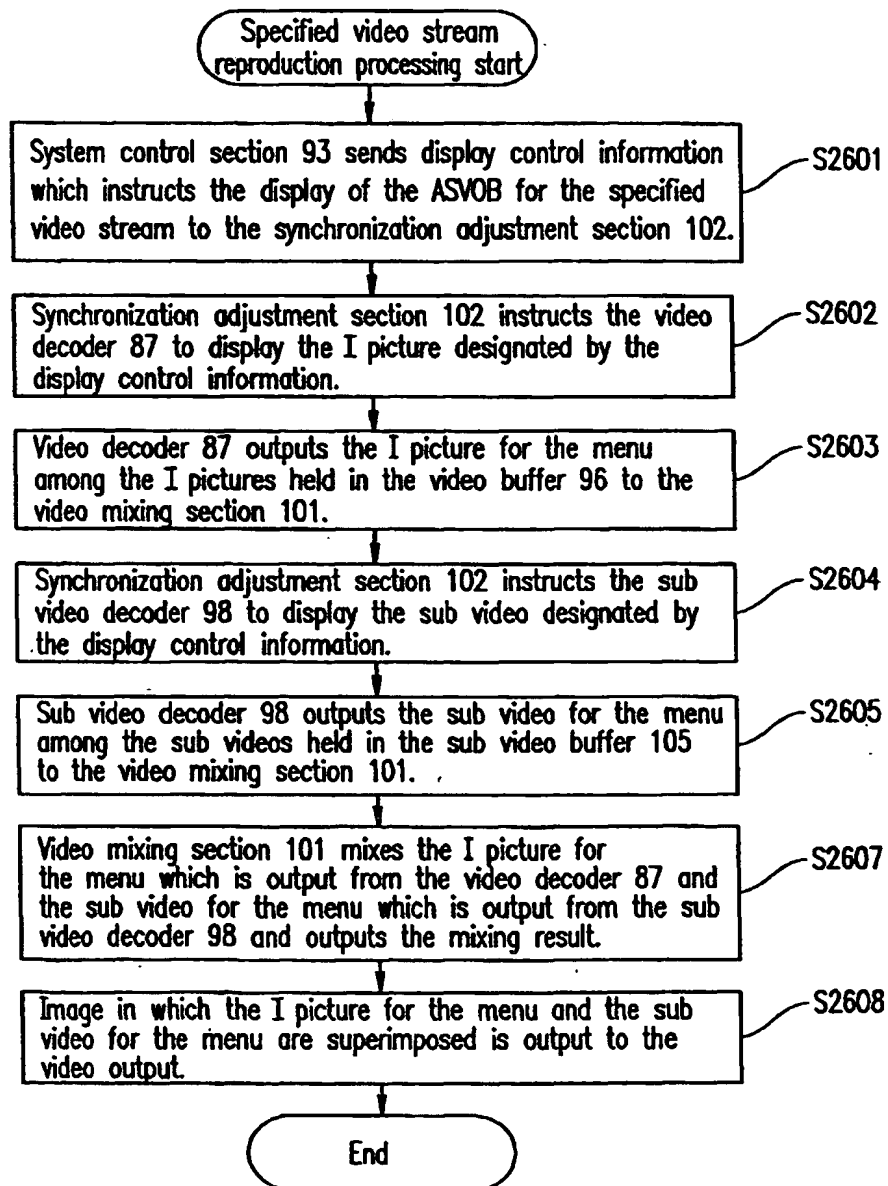 Specified video stream
reproduction processing start
System control section 93 sends display control information
which instructs the display of the ASVOB for the specified
video stream to the synchronization adjustment section 102.
S2601
Synchronization adjustment section 102 instructs the video
decoder 87 to display the I picture designated by the
display control information.
S2602
Video decoder 87 outputs the I picture for the menu
among the I pictures held in the video buffer 96 to the
video mixing section 101.
S2603
Synchronization adjustment section 102 instructs the sub
video decoder 98 to display the sub video designated by
the display control information.
S2604
Sub video decoder 98 outputs the sub video for the menu
among the sub videos held in the sub video buffer 105
to the video mixing section 101.
S2605
Video mixing section 101 mixes the I picture for
the menu which is output from the video decoder 87 and
the sub video for the menu which is output from the sub
video decoder 98 and outputs the mixing result.
S2607
Image in which the I picture for the menu and the sub
video for the menu are superimposed is output to the
video output.
S2608
End